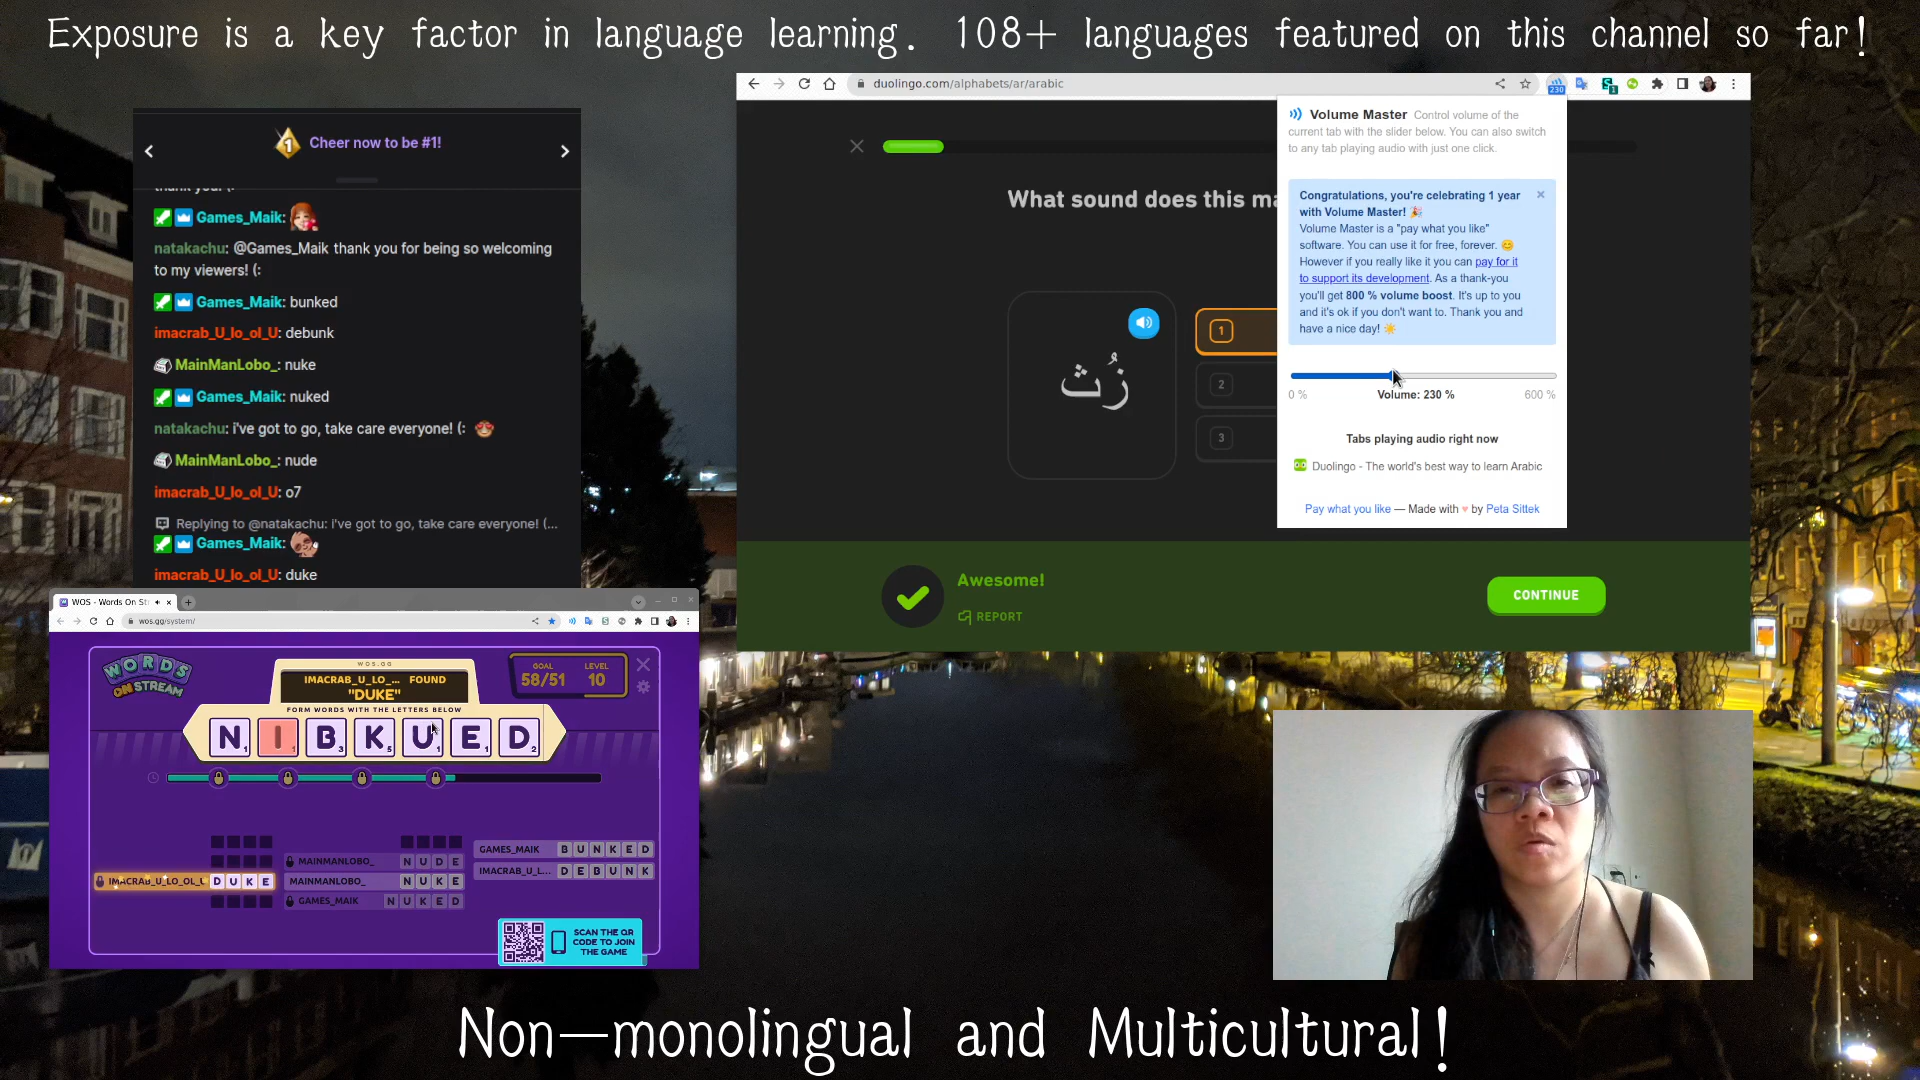 Exposure is a key factor in language learning. 108+ languages featured on this channel so far!
Cheer now to be #1!
Games_Maik:
natakachu: @Games_Maik thank you for being so welcoming
to my viewers! (:
Games_Maik: bunked
imacrab_U_lo_ol_U: debunk
MainManLobo_: nuke
Games_Maik: nuked
natakachu: i've got to go, take care everyone! (:
MainManLobo_: nude
imacrab_U_lo_ol_U: o7
Replying to @natakachu: i've got to go, take care everyone! (...
Games_Maik:
imacrab_U_lo_ol_U: duke
duolingo.com/alphabets/ar/arabic
230
1
What sound does this ma
زُث
1
2
3
Volume Master Control volume of the
current tab with the slider below. You can also switch
to any tab playing audio with just one click.
Congratulations, you're celebrating 1 year
with Volume Master! 🎉
Volume Master is a "pay what you like"
software. You can use it for free, forever. 😊
However if you really like it you can pay for it
to support its development. As a thank-you
you'll get 800 % volume boost. It's up to you
and it's ok if you don't want to. Thank you and
have a nice day! ☀️
0 % Volume: 230 % 600 %
Tabs playing audio right now
Duolingo - The world's best way to learn Arabic
Pay what you like — Made with ♥ by Peta Sittek
Awesome!
REPORT
CONTINUE
WOS - Words On Str
wos.gg/system/
WORDS
ON STREAM
WOS.GG
IMACRAB_U_LO_... FOUND
"DUKE"
GOAL LEVEL
58/51 10
FORM WORDS WITH THE LETTERS BELOW
N1 I1 B3 K5 U1 E1 D2
MAINMANLOBO_ NUDE
IMACRAB_U_LO_OL_U DUKE
MAINMANLOBO_ NUKE
GAMES_MAIK NUKED
GAMES_MAIK BUNKED
IMACRAB_U_L... DEBUNK
SCAN THE QR
CODE TO JOIN
THE GAME
Non-monolingual and Multicultural!